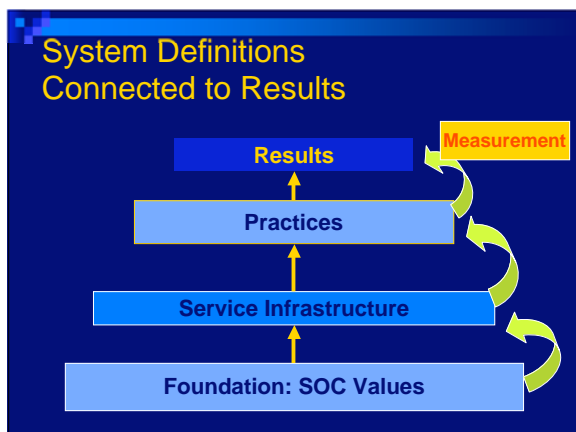 System Definitions
Connected to Results
Measurement
Results
Practices
Service Infrastructure
Foundation: SOC Values